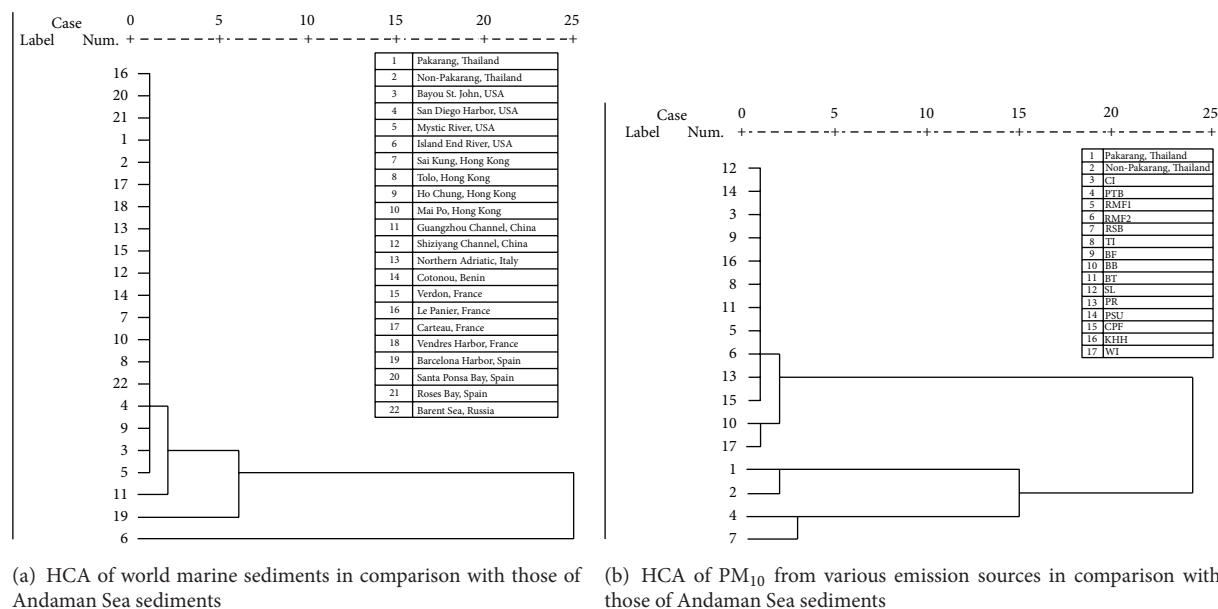 Case 0 5 10 15 20 25
Label Num.
16
20
21
1
2
17
18
13
15
12
14
7
10
8
22
4
9
3
5
11
19
6
1 Pakarang, Thailand
2 Non-Pakarang, Thailand
3 Bayou St. John, USA
4 San Diego Harbor, USA
5 Mystic River, USA
6 Island End River, USA
7 Sai Kung, Hong Kong
8 Tolo, Hong Kong
9 Ho Chung, Hong Kong
10 Mai Po, Hong Kong
11 Guangzhou Channel, China
12 Shiziyang Channel, China
13 Northern Adriatic, Italy
14 Cotonou, Benin
15 Verdon, France
16 Le Panier, France
17 Carteau, France
18 Vendres Harbor, France
19 Barcelona Harbor, Spain
20 Santa Ponsa Bay, Spain
21 Roses Bay, Spain
22 Barent Sea, Russia
(a) HCA of world marine sediments in comparison with those of
Andaman Sea sediments
Case 0 5 10 15 20 25
Label Num.
12
14
3
9
16
8
11
5
6
13
15
10
17
1
2
4
7
1 Pakarang, Thailand
2 Non-Pakarang, Thailand
3 CI
4 PTB
5 RMF1
6 RMF2
7 RSB
8 TI
9 BF
10 BB
11 BT
12 SL
13 PR
14 PSU
15 CPF
16 KHH
17 WI
(b) HCA of PM10 from various emission sources in comparison with
those of Andaman Sea sediments